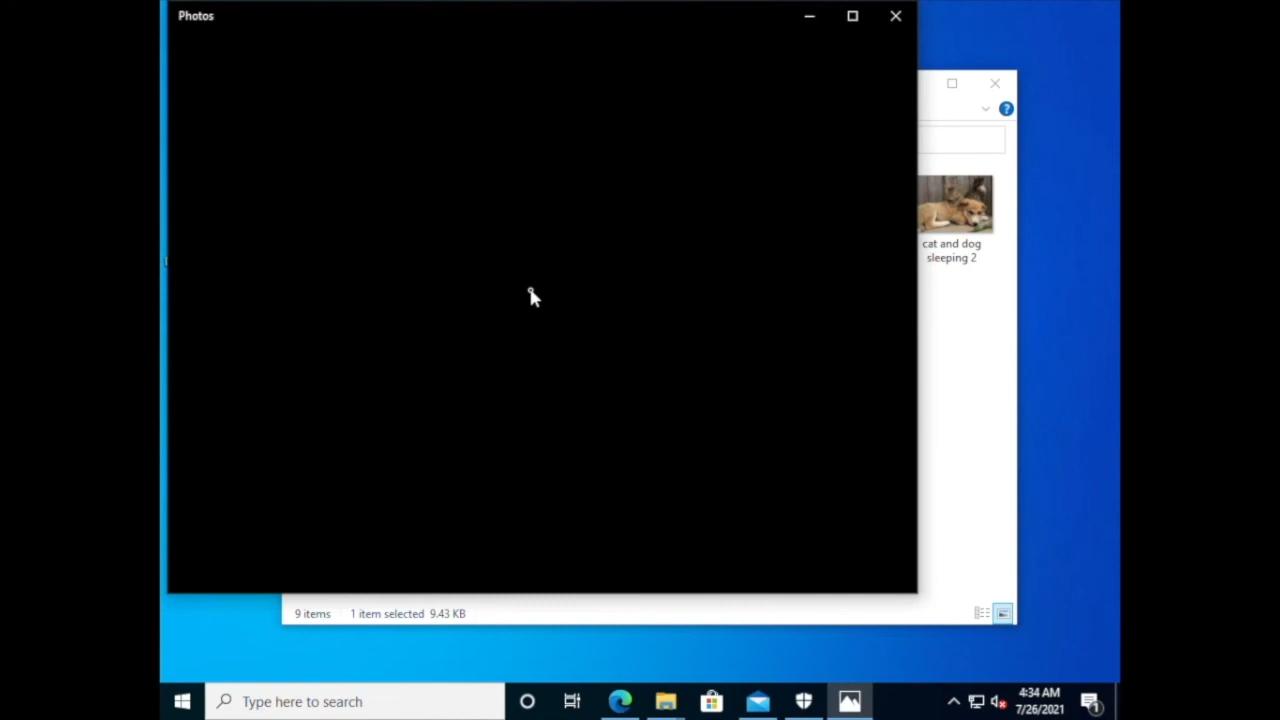 Photos
?
cat and dog
sleeping 2
9 items 1 item selected 9.43 KB
Type here to search
4:34 AM
7/26/2021
1